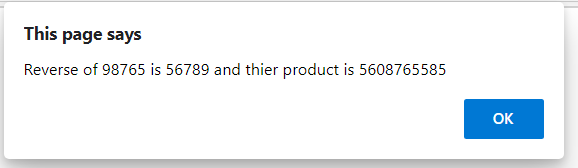 This page says
Reverse of 98765 is 56789 and thier product is 5608765585
OK